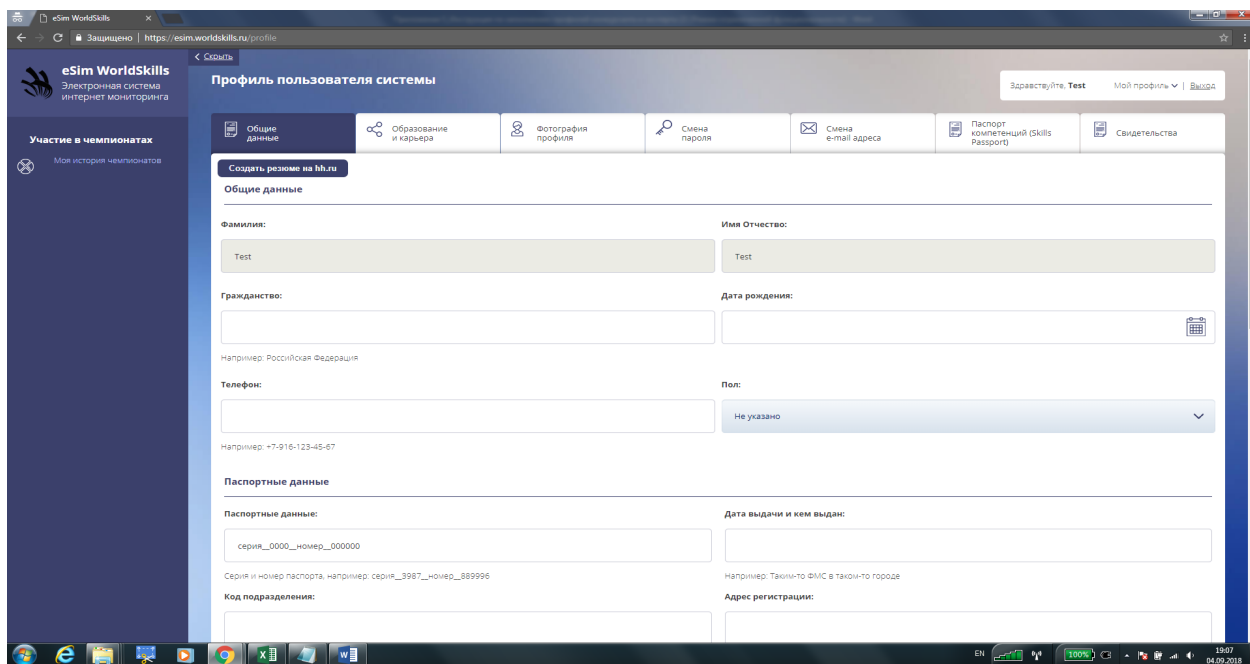 eSim WorldSkills
Защищено | https://esim.worldskills.ru/profile
eSim WorldSkills
Электронная система
интернет мониторинга
Участие в чемпионатах
Моя история чемпионатов
Скрыть
Профиль пользователя системы
Здравствуйте, Test Мой профиль | Выход
Общие
данные
Образование
и карьера
Фотография
профиля
Смена
пароля
Смена
e-mail адреса
Паспорт
компетенций (Skills
Passport)
Свидетельства
Создать резюме на hh.ru
Общие данные
Фамилия: Имя Отчество:
Test Test
Гражданство: Дата рождения:
Например: Российская Федерация
Телефон: Пол:
Не указано
Например: +7-916-123-45-67
Паспортные данные
Паспортные данные: Дата выдачи и кем выдан:
серия__0000__номер__000000
Серия и номер паспорта, например: серия__3987__номер__889996 Например: Таким-то ФМС в таком-то городе
Код подразделения: Адрес регистрации:
EN 100% 19:07
04.09.2018